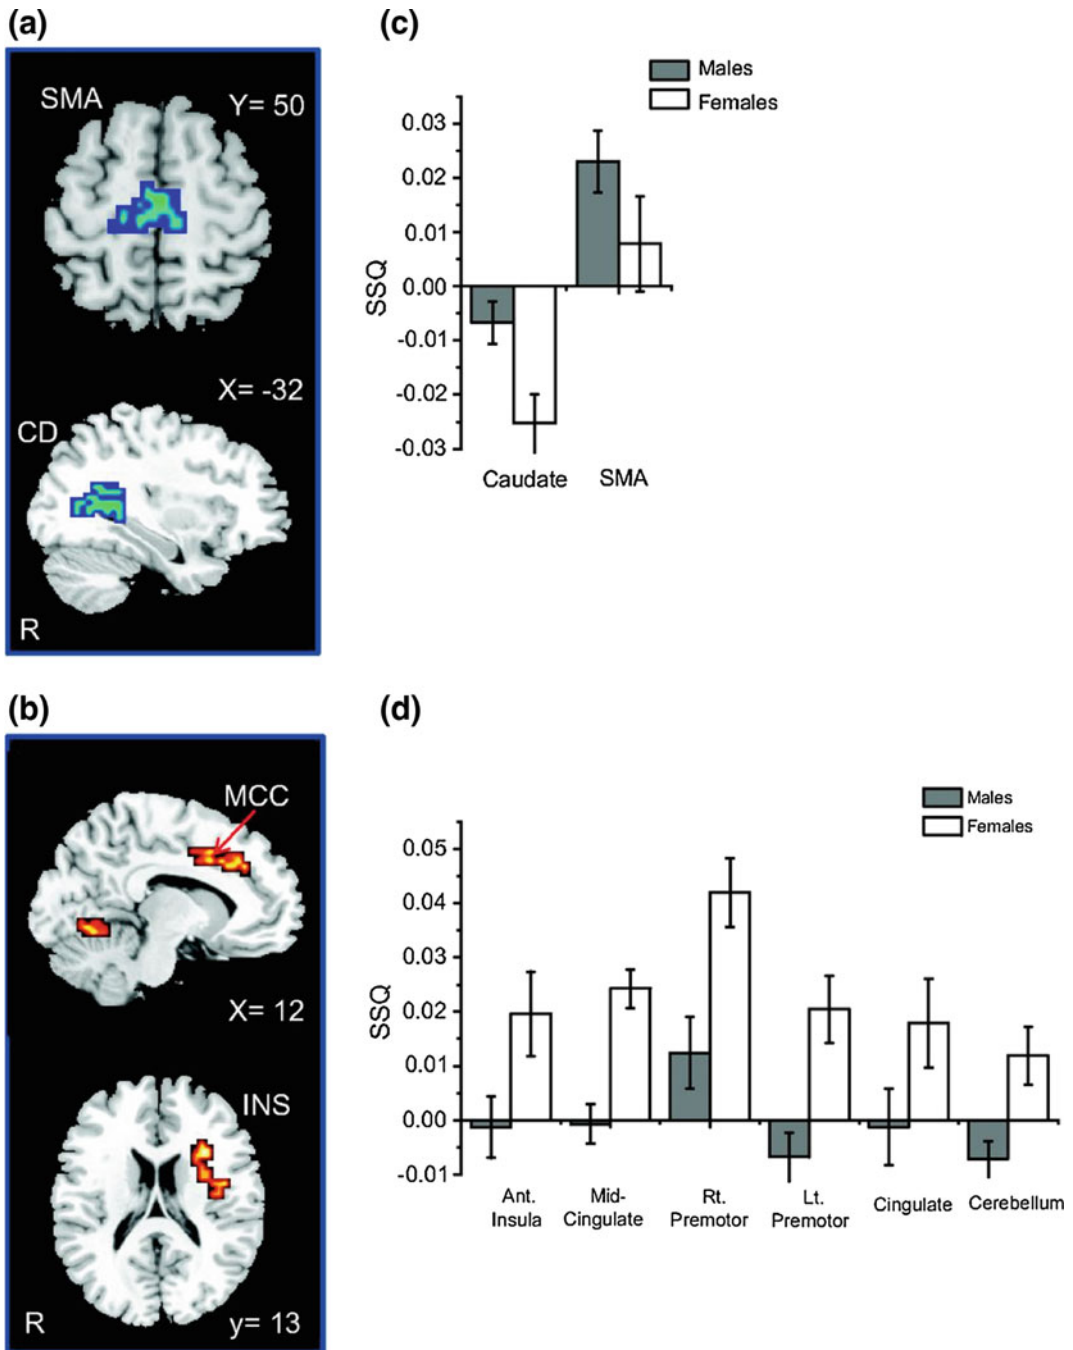 (a)
SMA
Y= 50
X= -32
CD
R
(c)
Males
Females
0.03
0.02
0.01
0.00
-0.01
-0.02
-0.03
SSQ
Caudate SMA
(b)
MCC
X= 12
INS
R
y= 13
(d)
Males
Females
0.05
0.04
0.03
0.02
0.01
0.00
-0.01
SSQ
Ant.
Insula
Mid-
Cingulate
Rt.
Premotor
Lt.
Premotor
Cingulate
Cerebellum